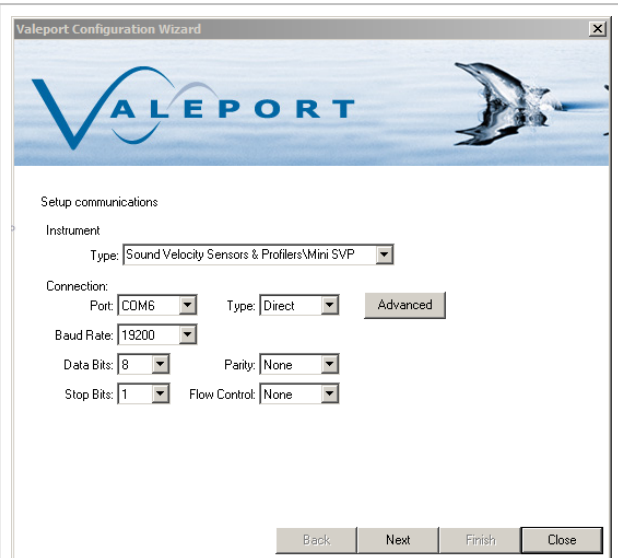 Valeport Configuration Wizard
VALEPORT
Setup communications
Instrument
Type: Sound Velocity Sensors & Profilers\Mini SVP
Connection:
Port: COM6 Type: Direct Advanced
Baud Rate: 19200
Data Bits: 8 Parity: None
Stop Bits: 1 Flow Control: None
Back Next Finish Close